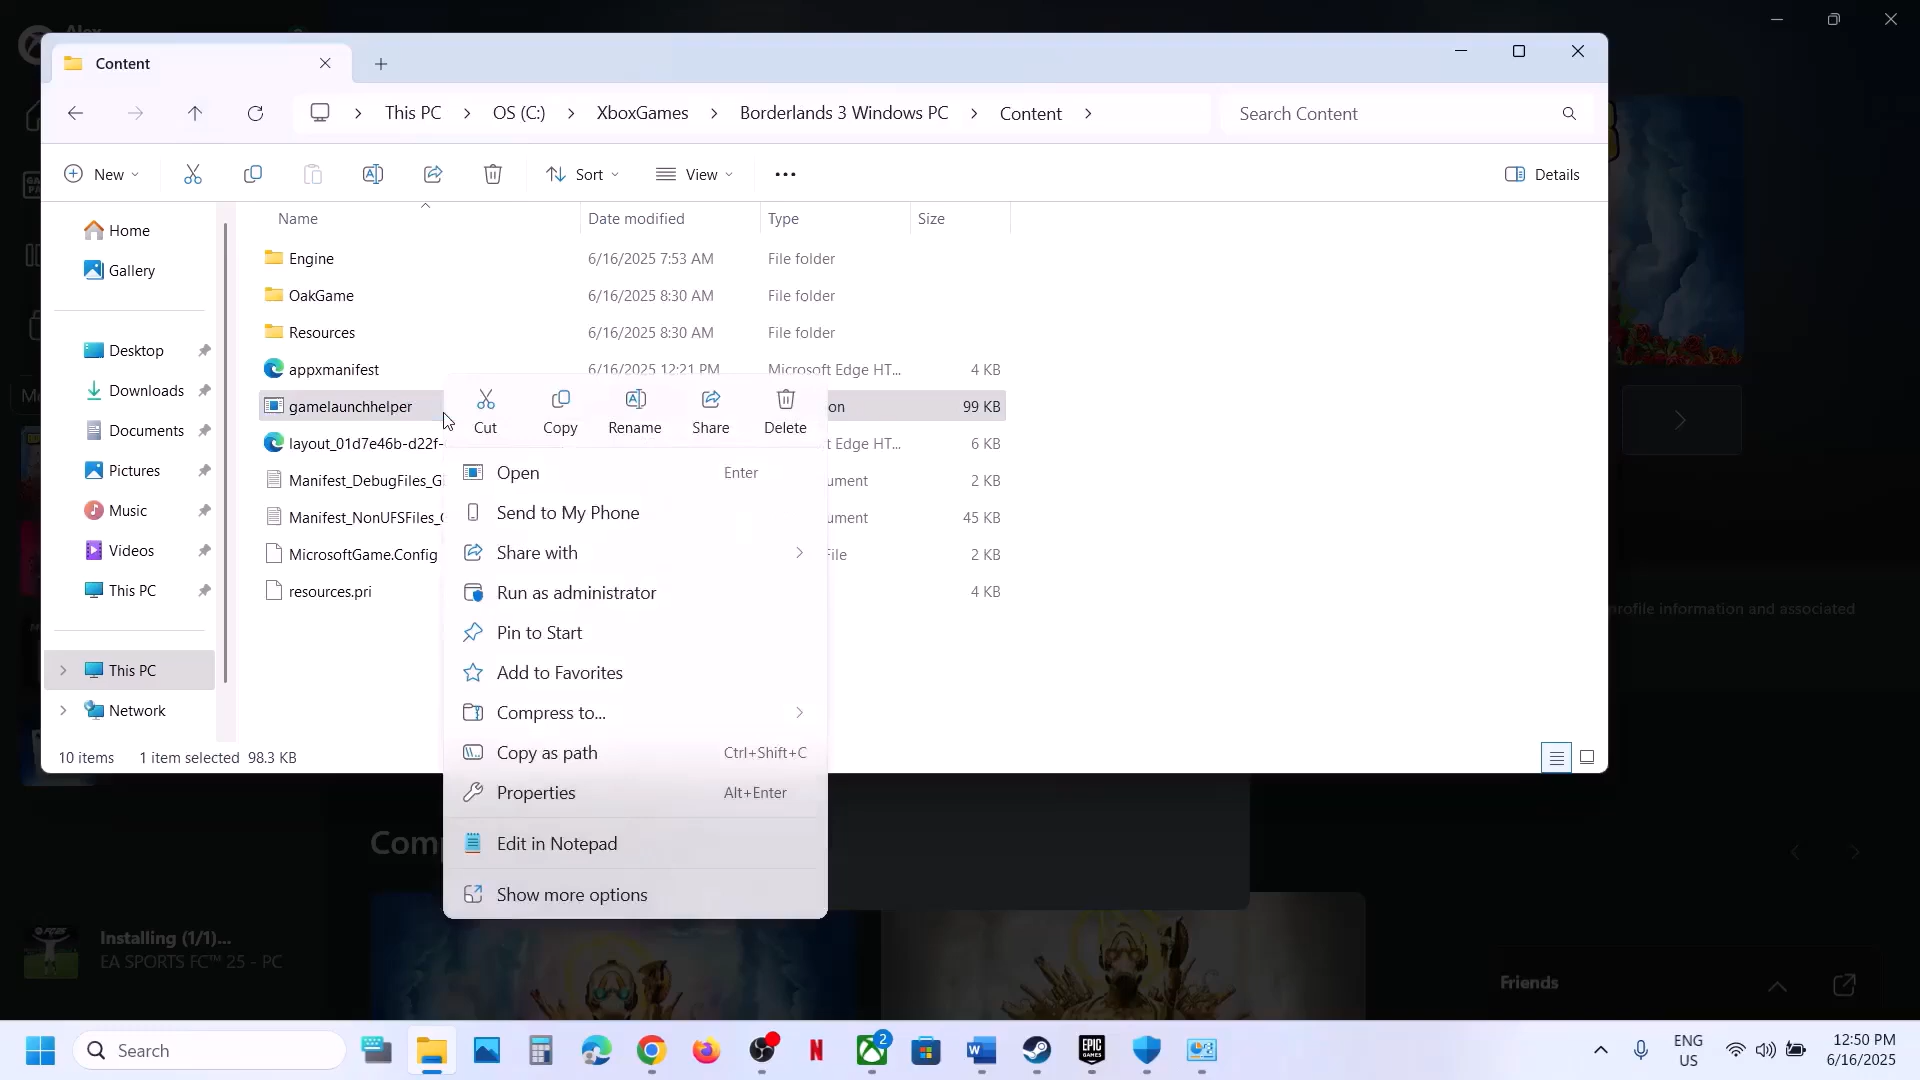 Content
This PC > OS (C:) > XboxGames > Borderlands 3 Windows PC > Content >
Search Content
New
Sort
View
Details
Name
Date modified
Type
Size
Home
Gallery
Desktop
Downloads
Documents
Pictures
Music
Videos
This PC
This PC
Network
Engine 6/16/2025 7:53 AM File folder
OakGame 6/16/2025 8:30 AM File folder
Resources 6/16/2025 8:30 AM File folder
appxmanifest 6/16/2025 12:21 PM Microsoft Edge HT... 4 KB
gamelaunchhelper on 99 KB
layout_01d7e46b-d22f- t Edge HT... 6 KB
Manifest_DebugFiles_G ument 2 KB
Manifest_NonUFSFiles_ ument 45 KB
MicrosoftGame.Config File 2 KB
resources.pri 4 KB
Cut
Copy
Rename
Share
Delete
Open Enter
Send to My Phone
Share with
Run as administrator
Pin to Start
Add to Favorites
Compress to...
Copy as path Ctrl+Shift+C
Properties Alt+Enter
Edit in Notepad
Show more options
10 items 1 item selected 98.3 KB
profile information and associated
Com
Installing (1/1)...
EA SPORTS FC™ 25 - PC
Friends
Search
2
ENG
US
12:50 PM
6/16/2025